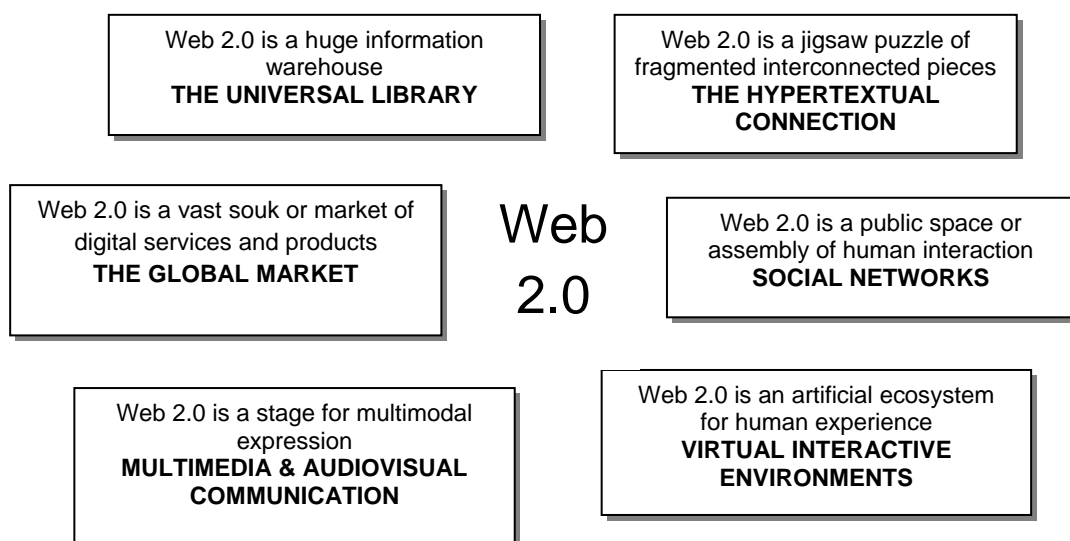 Web 2.0 is a huge information
warehouse
THE UNIVERSAL LIBRARY
Web 2.0 is a jigsaw puzzle of
fragmented interconnected pieces
THE HYPERTEXTUAL
CONNECTION
Web 2.0 is a vast souk or market of
digital services and products
THE GLOBAL MARKET
Web
2.0
Web 2.0 is a public space or
assembly of human interaction
SOCIAL NETWORKS
Web 2.0 is a stage for multimodal
expression
MULTIMEDIA & AUDIOVISUAL
COMMUNICATION
Web 2.0 is an artificial ecosystem
for human experience
VIRTUAL INTERACTIVE
ENVIRONMENTS